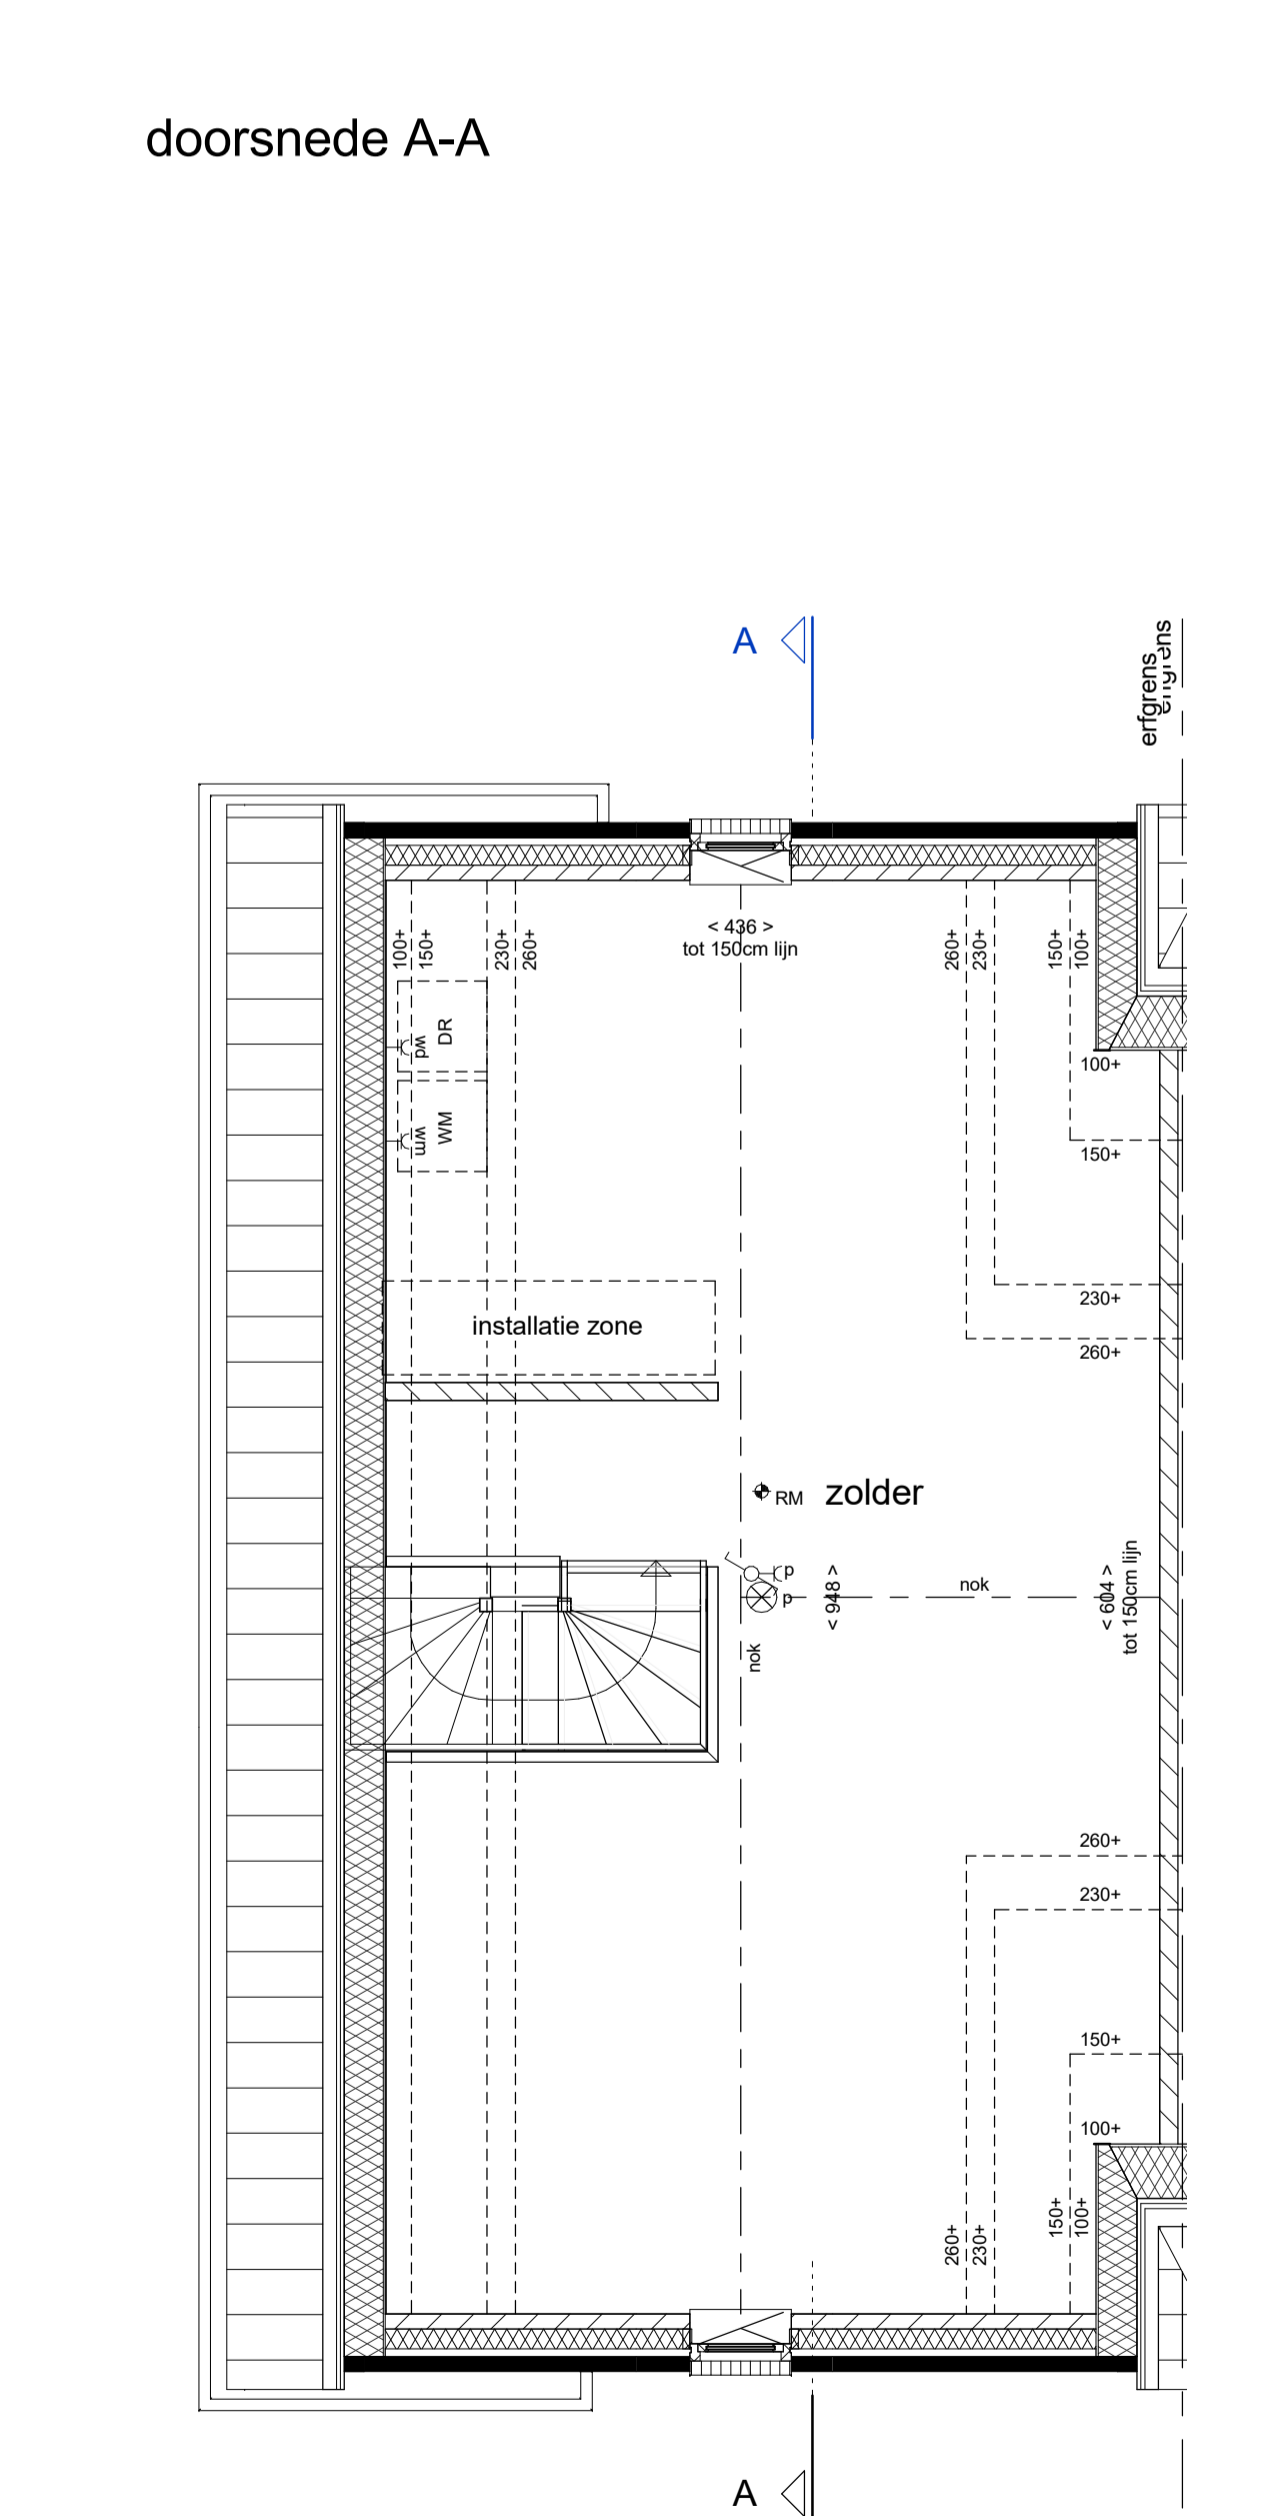 doorsnede A-A
A
erfgrens
erfgrens
< 436 >
tot 150cm lijn
100+
150+
230+
260+
260+
230+
150+
100+
wd
DR
wm
WM
100+
150+
230+
260+
installatie zone
RM
zolder
p
p
nok
< 948 >
nok
< 604 >
tot 150cm lijn
260+
230+
150+
100+
260+
230+
150+
100+
A